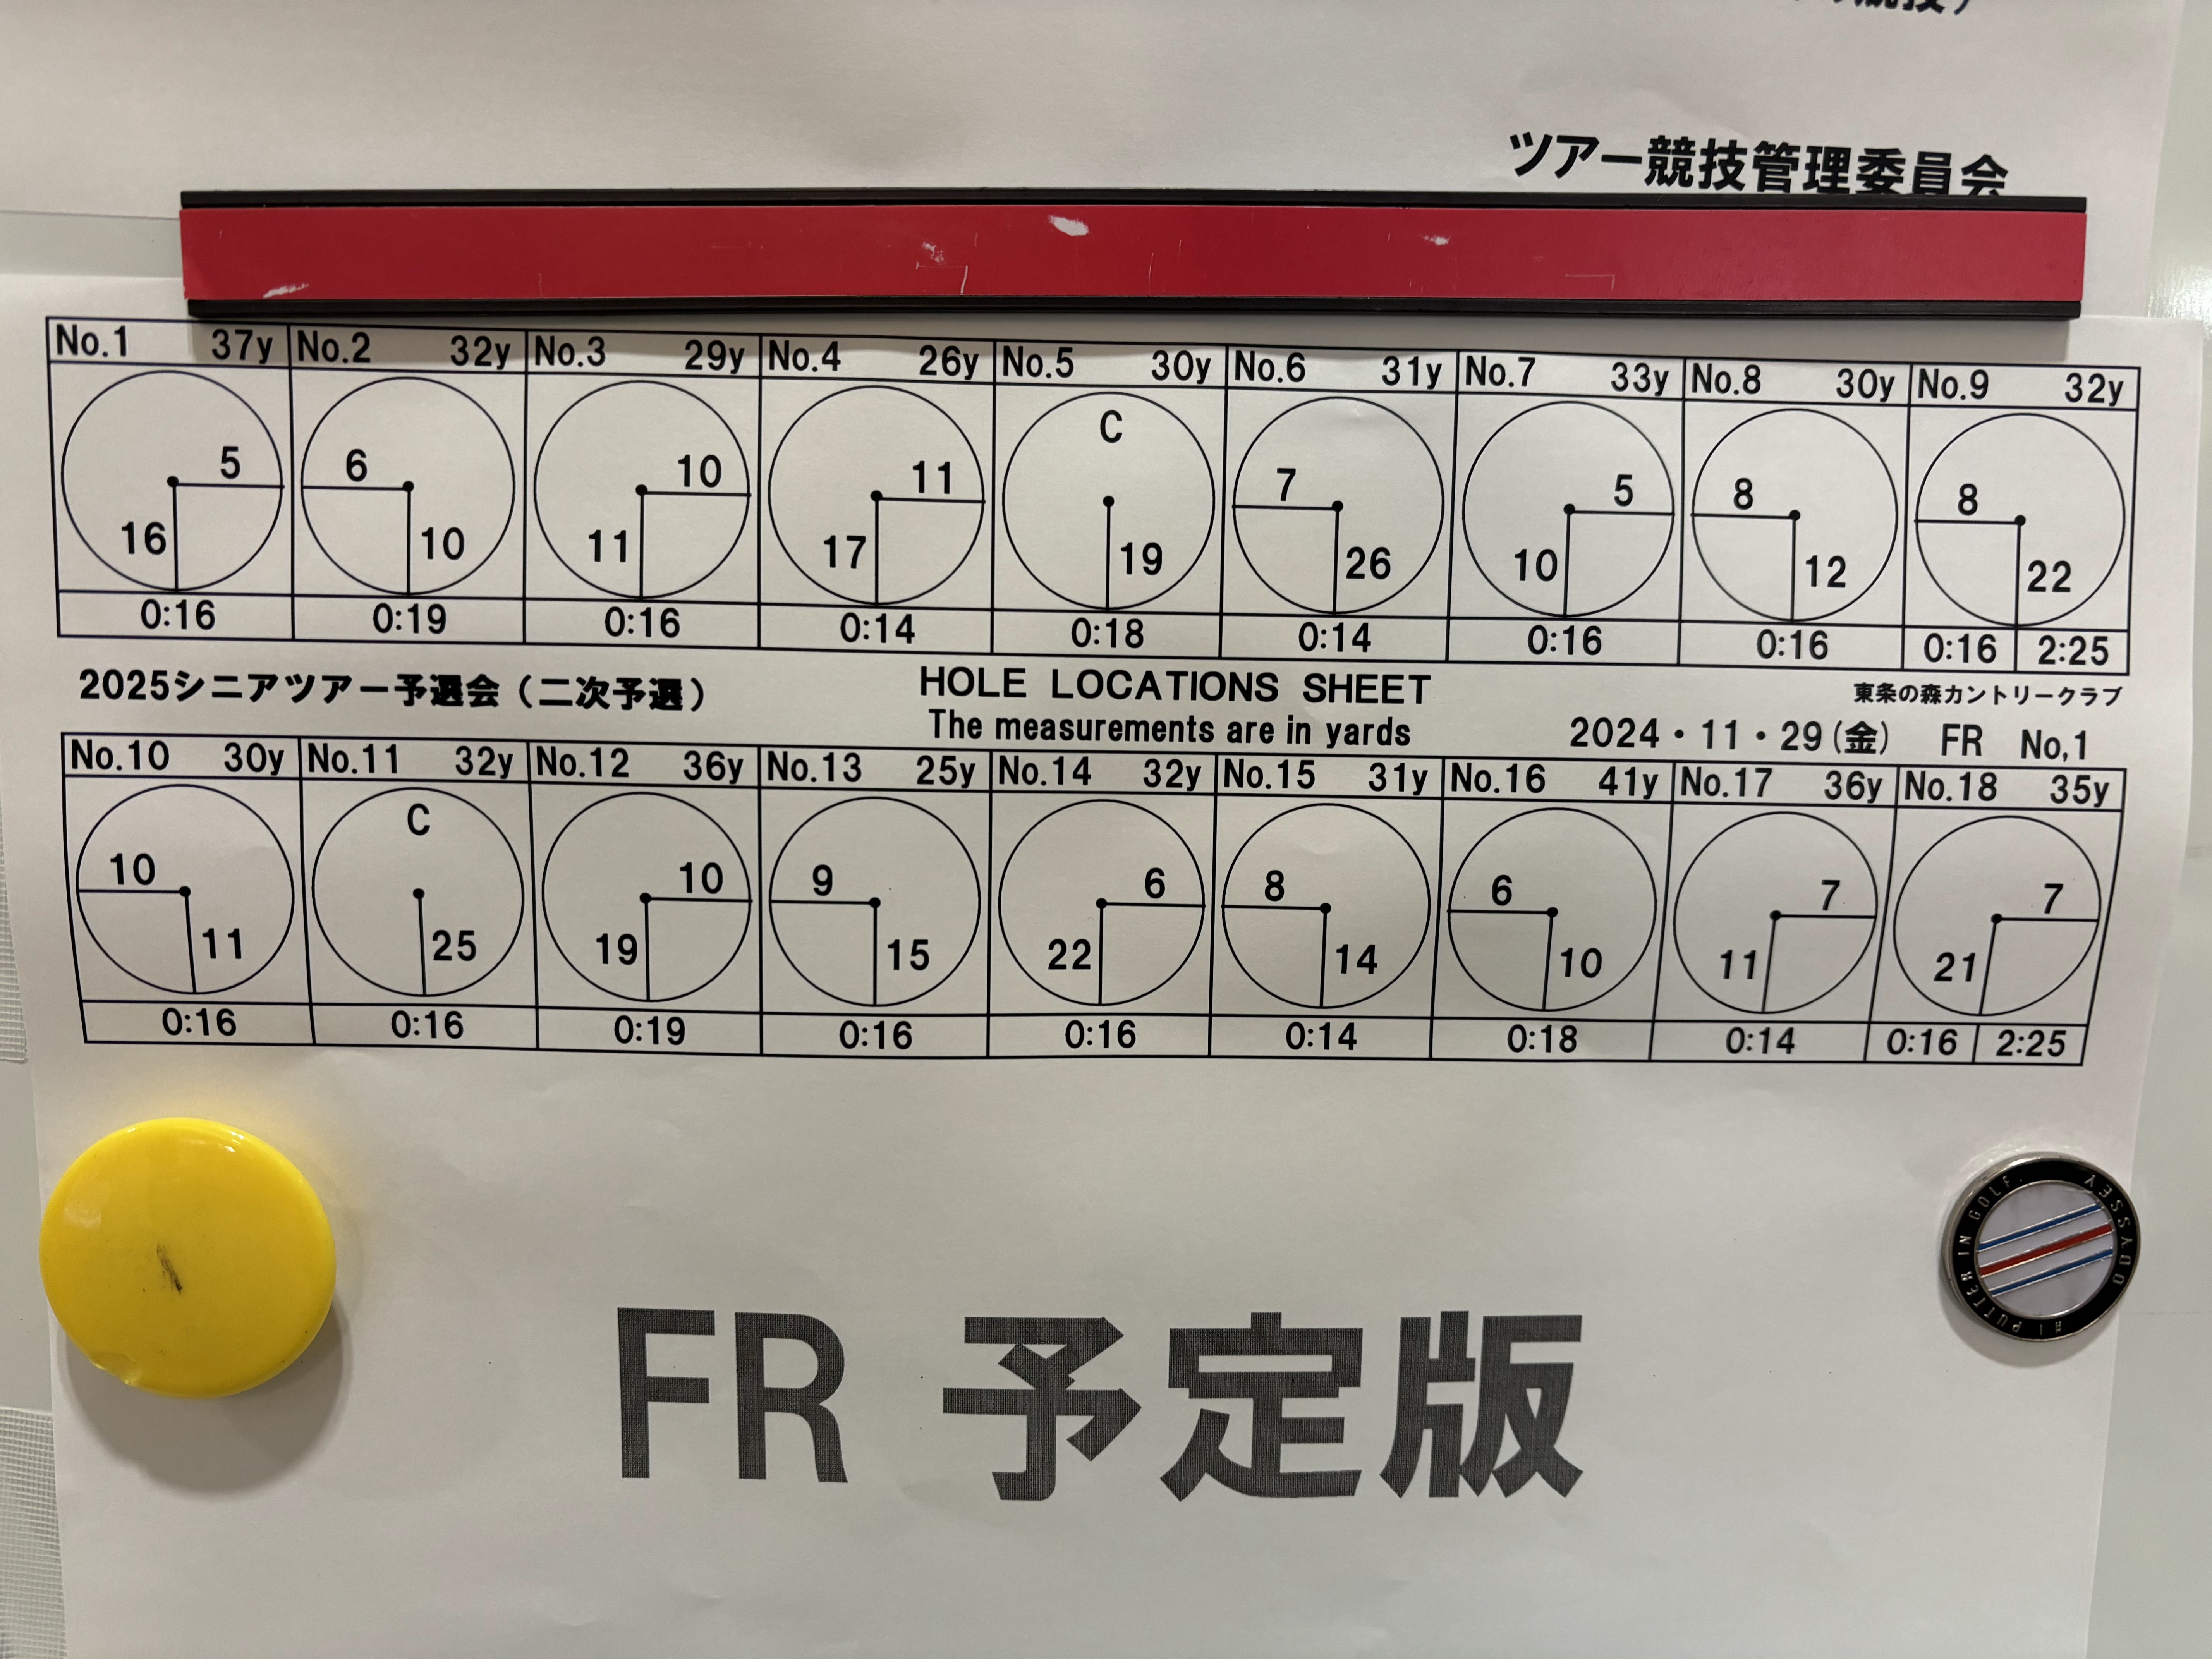 ツアー競技管理委員会
No.1 37y No.2 32y No.3 29y No.4 26y No.5 30y No.6 31y No.7 33y No.8 30y No.9 32y
5 6 10 11 C 7 5 8 8
16 10 11 17 19 26 10 12 22
0:16 0:19 0:16 0:14 0:18 0:14 0:16 0:16 0:16 2:25
2025シニアツアー予選会（二次予選） HOLE LOCATIONS SHEET 東条の森カントリークラブ
The measurements are in yards 2024・11・29(金) FR No,1
No.10 30y No.11 32y No.12 36y No.13 25y No.14 32y No.15 31y No.16 41y No.17 36y No.18 35y
10 C 10 9 6 8 6 7 7
11 25 19 15 22 14 10 11 21
0:16 0:16 0:19 0:16 0:16 0:14 0:18 0:14 0:16 2:25
ODYSSEY
#1 PUTTER IN GOLF.
FR 予定版